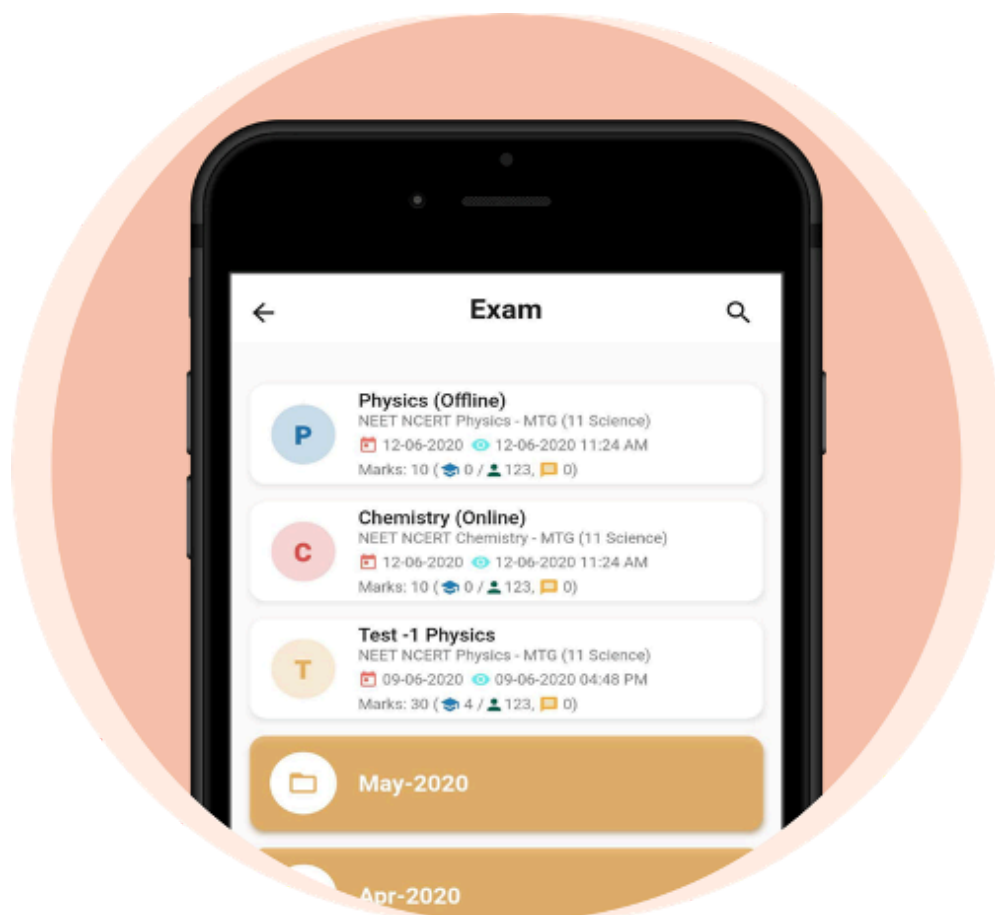 Exam
P
Physics (Offline)
NEET NCERT Physics - MTG (11 Science)
12-06-2020 12-06-2020 11:24 AM
Marks: 10 ( 0 / 123, 0)
C
Chemistry (Online)
NEET NCERT Chemistry - MTG (11 Science)
12-06-2020 12-06-2020 11:24 AM
Marks: 10 ( 0 / 123, 0)
T
Test -1 Physics
NEET NCERT Physics - MTG (11 Science)
09-06-2020 09-06-2020 04:48 PM
Marks: 30 ( 4 / 123, 0)
May-2020
Apr-2020